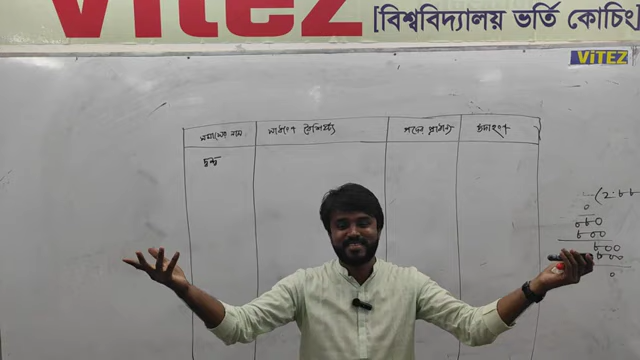 ViTEZ [বিশ্ববিদ্যালয় ভর্তি কোচিং]
ViTEZ
সমাসের নাম সাধারণ বৈশিষ্ট্য পদের প্রাধান্য উদাহরণ
দ্বন্দ্ব